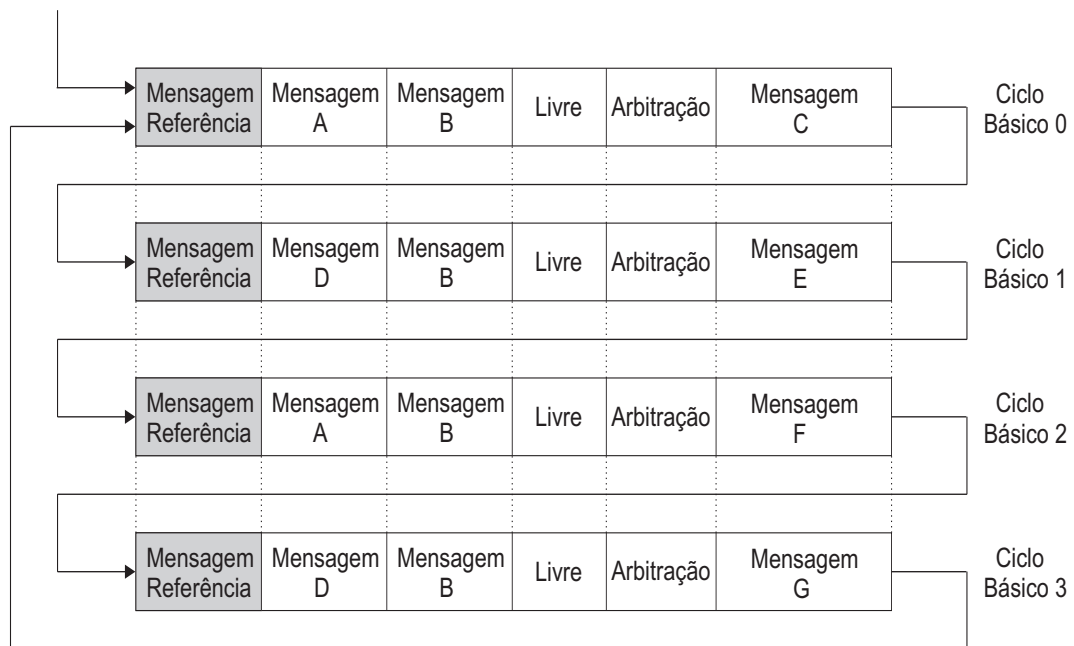 Mensagem Referência Mensagem A Mensagem B Livre Arbitração Mensagem C Ciclo Básico 0
Mensagem Referência Mensagem D Mensagem B Livre Arbitração Mensagem E Ciclo Básico 1
Mensagem Referência Mensagem A Mensagem B Livre Arbitração Mensagem F Ciclo Básico 2
Mensagem Referência Mensagem D Mensagem B Livre Arbitração Mensagem G Ciclo Básico 3